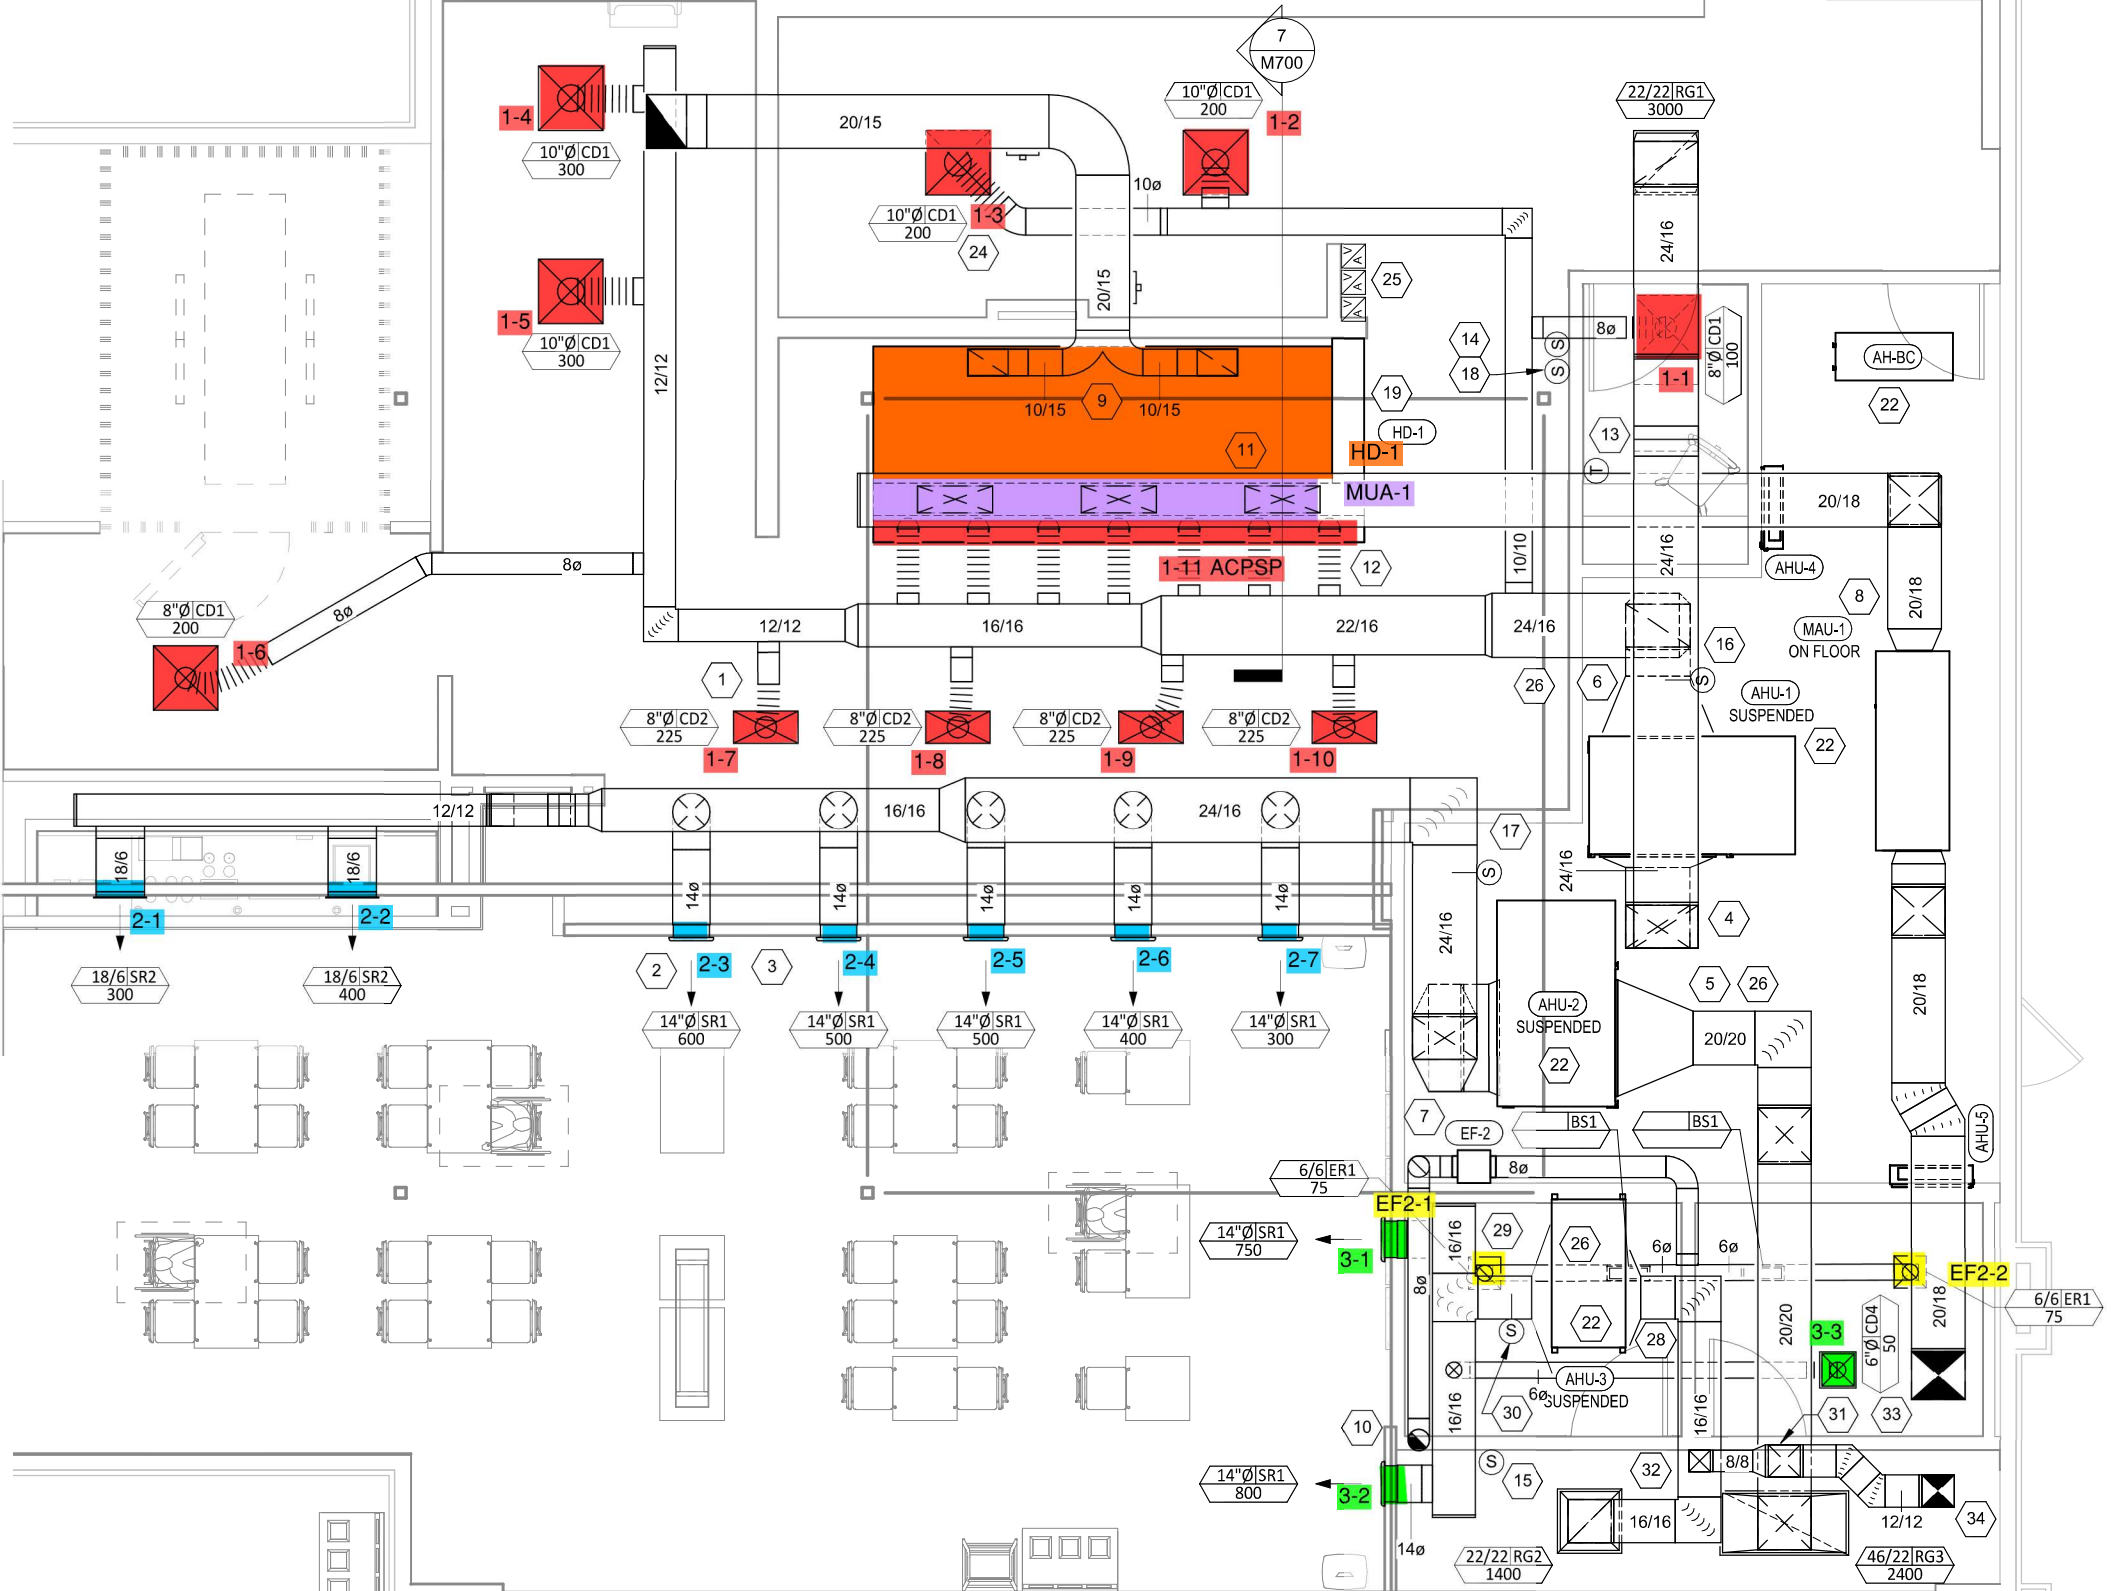 7
M700
10"Ø CD1
200
1-2
22/22 RG1
3000
1-4
20/15
10"Ø CD1
300
10ø
10"Ø CD1
200
1-3
24
24/16
20/15
A V
A V
A V
25
1-5
10"Ø CD1
300
14
18
S
S
8ø
8"Ø CD1
100
1-1
AH-BC
22
12/12
10/15
9
10/15
19
HD-1
11
HD-1
13
T
MUA-1
20/18
10/10
24/16
AHU-4
8ø
1-11 ACPSP
12
8
20/18
8"Ø CD1
200
8ø
1-6
12/12
16/16
22/16
24/16
16
MAU-1
ON FLOOR
1
26
6
S
AHU-1
SUSPENDED
22
8"Ø CD2
225
8"Ø CD2
225
8"Ø CD2
225
8"Ø CD2
225
1-7
1-8
1-9
1-10
12/12
16/16
24/16
17
18/6
18/6
14ø
14ø
14ø
14ø
14ø
S
24/16
2-1
2-2
24/16
4
2
2-3
3
2-4
2-5
2-6
2-7
18/6 SR2
300
18/6 SR2
400
5
26
AHU-2
SUSPENDED
14"Ø SR1
600
14"Ø SR1
500
14"Ø SR1
500
14"Ø SR1
400
14"Ø SR1
300
20/20
20/18
22
7
EF-2
BS1
BS1
AHU-5
8ø
6/6 ER1
75
EF2-1
14"Ø SR1
750
3-1
16/16
29
26
6ø
6ø
EF2-2
8ø
6/6 ER1
75
22
S
28
20/20
3-3
6"Ø CD4
50
20/18
AHU-3
SUSPENDED
6ø
16/16
30
16/16
31
33
10
S
15
32
8/8
14"Ø SR1
800
3-2
14ø
16/16
12/12
34
22/22 RG2
1400
46/22 RG3
2400